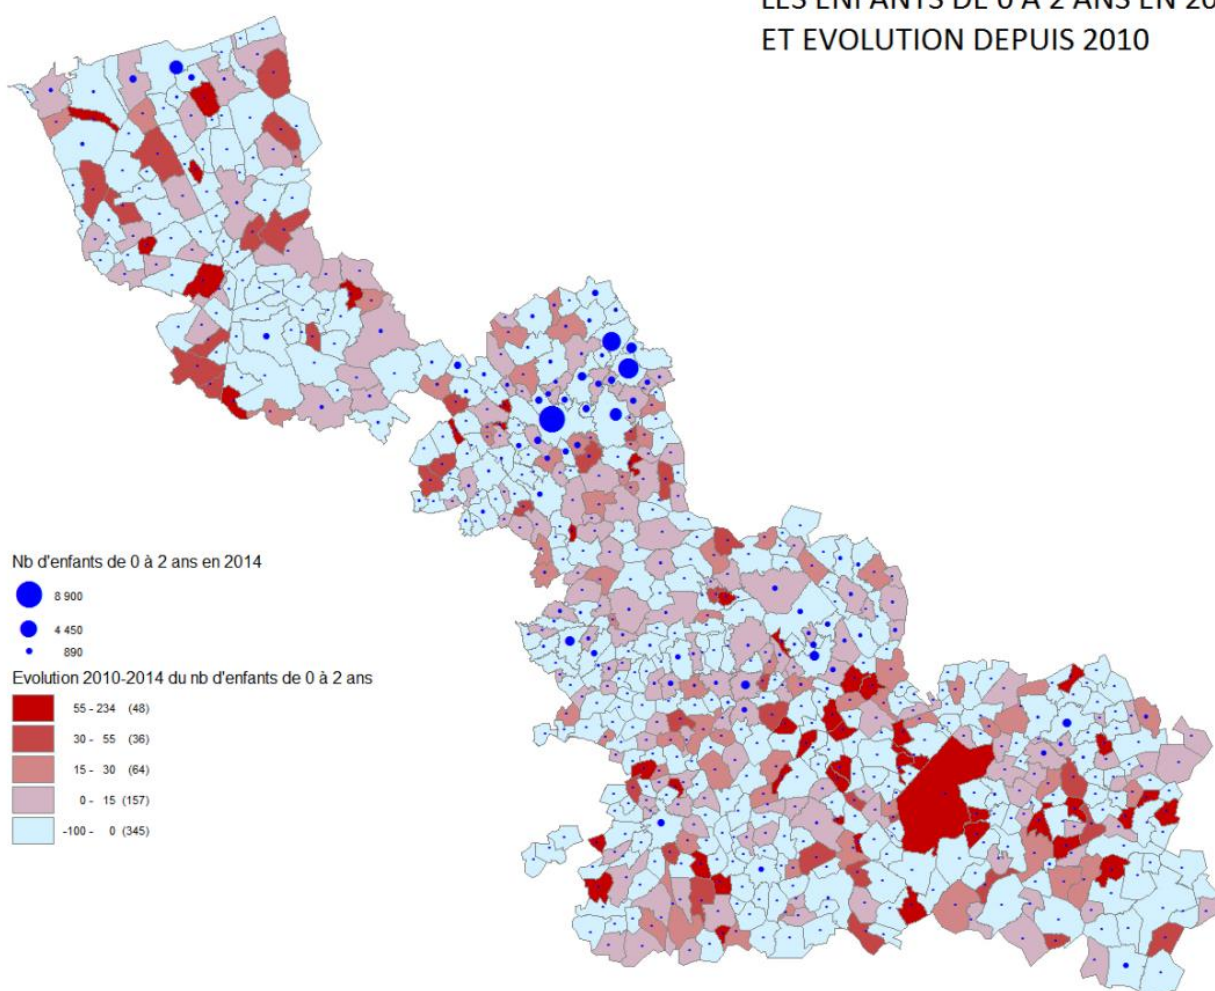 LES ENFANTS DE 0 A 2 ANS EN 20
ET EVOLUTION DEPUIS 2010
Nb d'enfants de 0 à 2 ans en 2014
8 900
4 450
890
Evolution 2010-2014 du nb d'enfants de 0 à 2 ans
55 - 234 (48)
30 - 55 (36)
15 - 30 (64)
0 - 15 (157)
-100 - 0 (345)